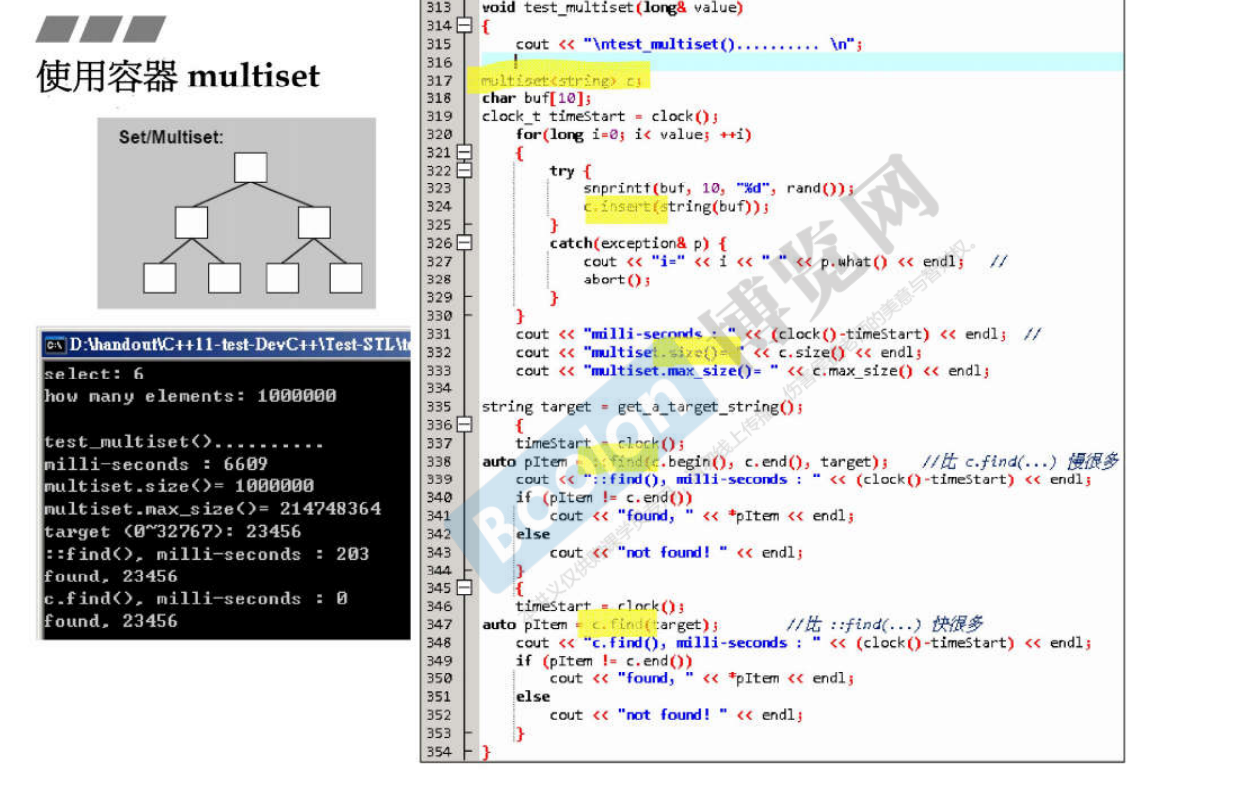 使用容器 multiset
Set/Multiset:
D:\handout\C++11-test-DevC++\Test-STL\t
select: 6
how many elements: 1000000
test_multiset()..........
milli-seconds : 6609
multiset.size()= 1000000
multiset.max_size()= 214748364
target (0~32767): 23456
::find(), milli-seconds : 203
found, 23456
c.find(), milli-seconds : 0
found, 23456
313 void test_multiset(long& value)
314 {
315 cout << "\ntest_multiset().......... \n";
316
317 multiset<string> c;
318 char buf[10];
319 clock_t timeStart = clock();
320 for(long i=0; i< value; ++i)
321 {
322 try {
323 snprintf(buf, 10, "%d", rand());
324 c.insert(string(buf));
325 }
326 catch(exception& p) {
327 cout << "i=" << i << " " << p.what() << endl; //
328 abort();
329 }
330 }
331 cout << "milli-seconds : " << (clock()-timeStart) << endl; //
332 cout << "multiset.size()= " << c.size() << endl;
333 cout << "multiset.max_size()= " << c.max_size() << endl;
334
335 string target = get_a_target_string();
336 {
337 timeStart = clock();
338 auto pItem = ::find(c.begin(), c.end(), target); //比 c.find(...) 慢很多
339 cout << "::find(), milli-seconds : " << (clock()-timeStart) << endl;
340 if (pItem != c.end())
341 cout << "found, " << *pItem << endl;
342 else
343 cout << "not found! " << endl;
344 }
345 {
346 timeStart = clock();
347 auto pItem = c.find(target); //比 ::find(...) 快很多
348 cout << "c.find(), milli-seconds : " << (clock()-timeStart) << endl;
349 if (pItem != c.end())
350 cout << "found, " << *pItem << endl;
351 else
352 cout << "not found! " << endl;
353 }
354 }
Boolan
博览网